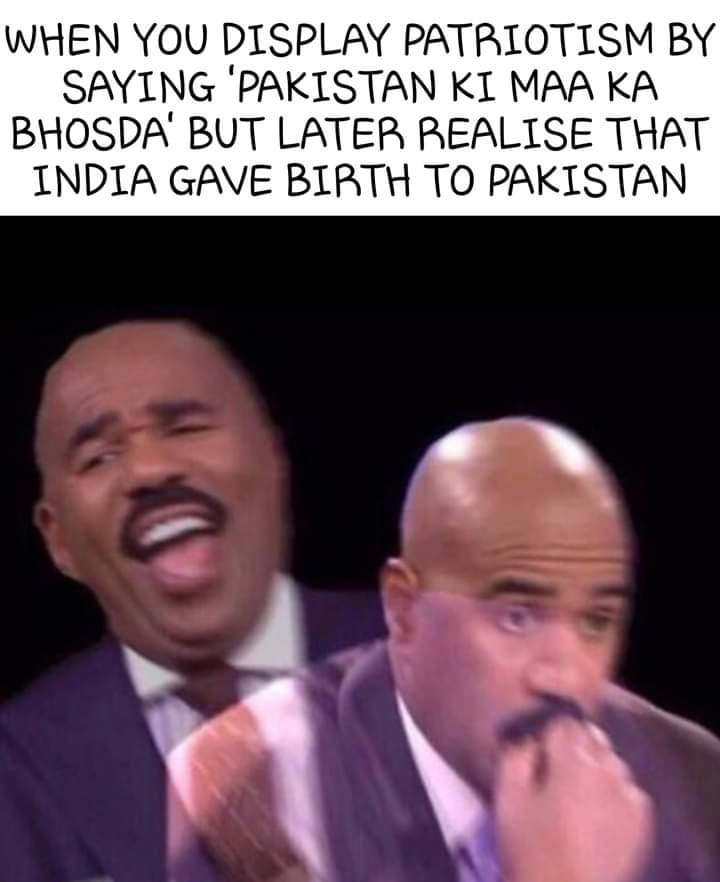 WHEN YOU DISPLAY PATRIOTISM BY
SAYING 'PAKISTAN KI MAA KA
BHOSDA' BUT LATER REALISE THAT
INDIA GAVE BIRTH TO PAKISTAN